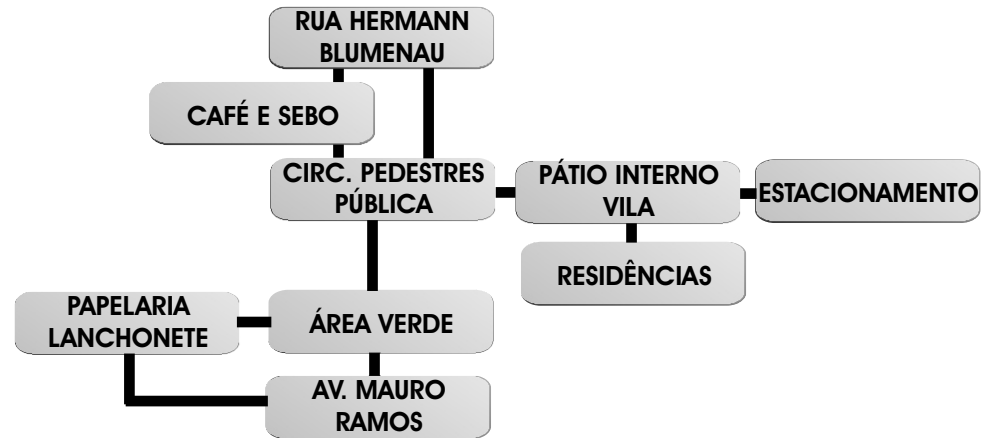 RUA HERMANN
BLUMENAU
CAFÉ E SEBO
CIRC. PEDESTRES
PÚBLICA
PÁTIO INTERNO
VILA
ESTACIONAMENTO
RESIDÊNCIAS
PAPELARIA
LANCHONETE
ÁREA VERDE
AV. MAURO
RAMOS